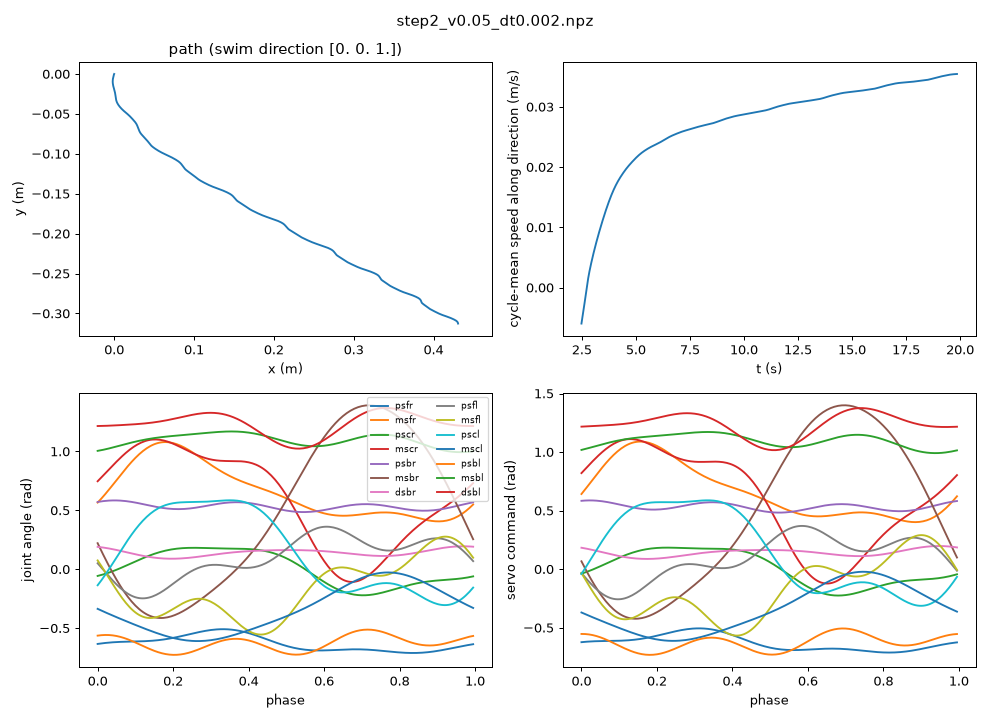 step2_v0.05_dt0.002.npz
path (swim direction [0. 0. 1.])
0.00
−0.05
−0.10
−0.15
−0.20
−0.25
−0.30
y (m)
0.0 0.1 0.2 0.3 0.4
x (m)
0.03
0.02
0.01
0.00
cycle-mean speed along direction (m/s)
2.5 5.0 7.5 10.0 12.5 15.0 17.5 20.0
t (s)
1.0
0.5
0.0
−0.5
joint angle (rad)
psfr psfl
msfr msfl
pscr pscl
mscr mscl
psbr psbl
msbr msbl
dsbr dsbl
0.0 0.2 0.4 0.6 0.8 1.0
phase
1.5
1.0
0.5
0.0
−0.5
servo command (rad)
0.0 0.2 0.4 0.6 0.8 1.0
phase